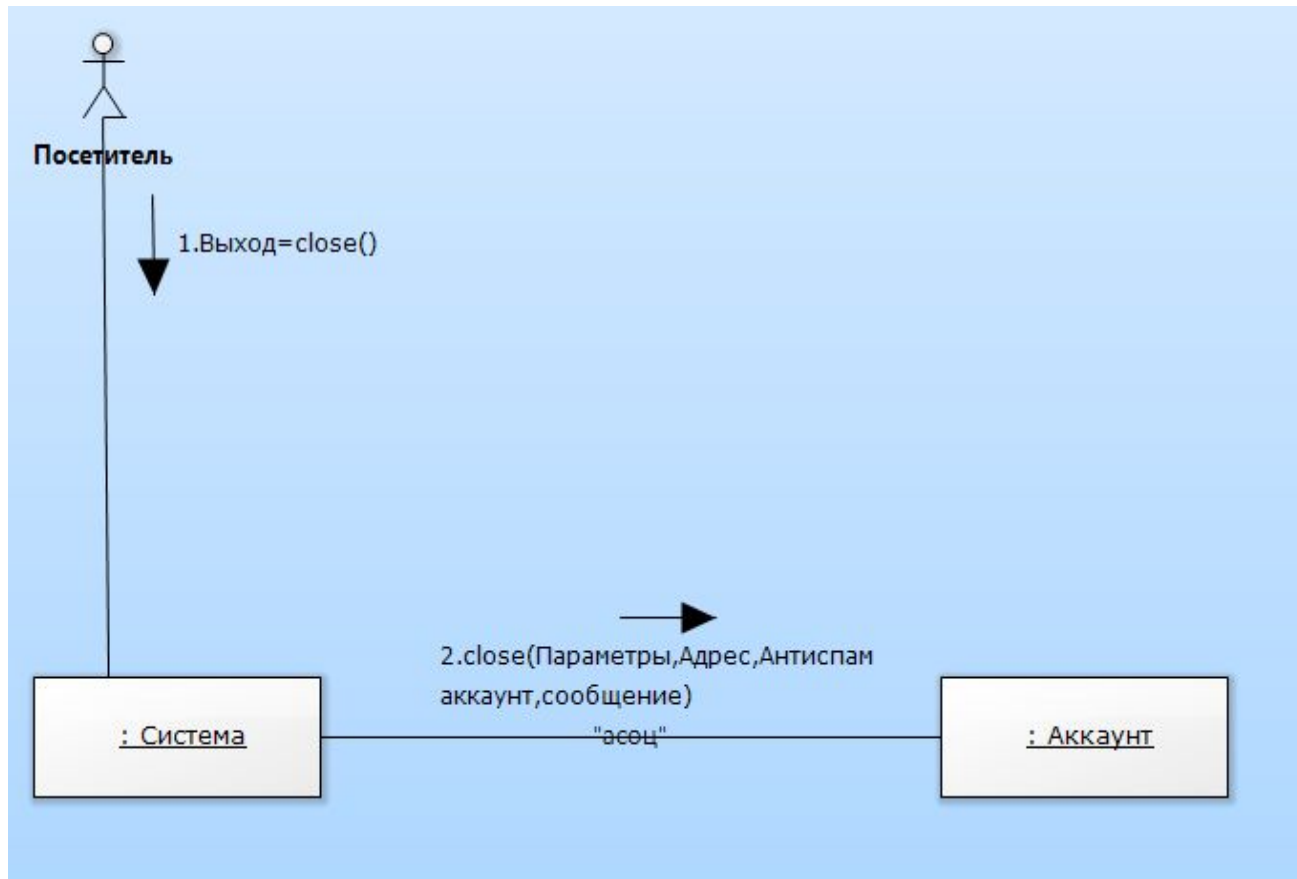 Посетитель
1.Выход=close()
2.close(Параметры,Адрес,Антиспам
аккаунт,сообщение)
"асоц"
: Система
: Аккаунт